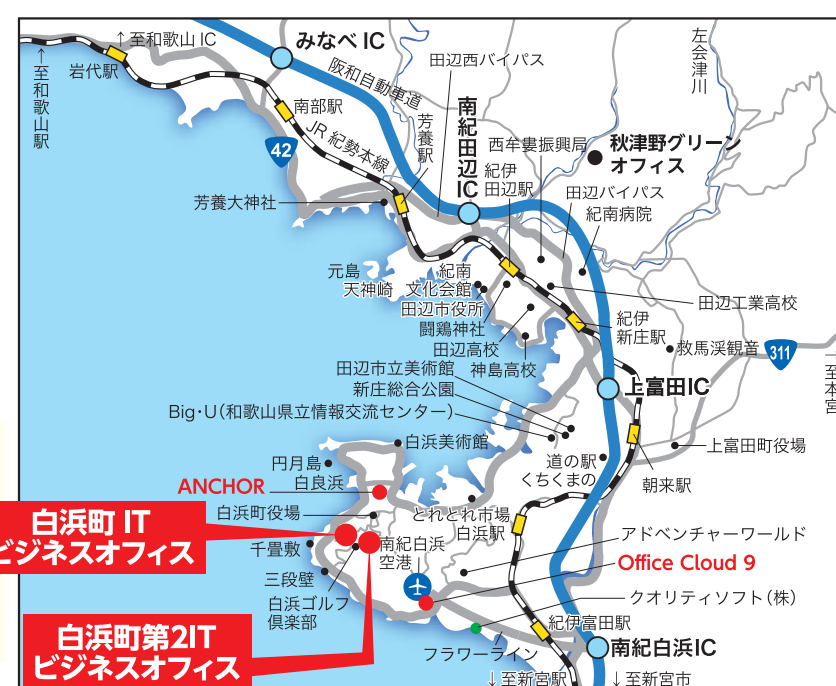 ↑至和歌山IC
みなべIC
岩代駅
↑至和歌山駅
南部駅
阪和自動車道
田辺西バイパス
左会津川
JR紀勢本線
42
芳養駅
南紀田辺IC
西牟婁振興局
秋津野グリーン
オフィス
紀伊
田辺駅
田辺バイパス
紀南病院
芳養大神社
元島
天神崎
紀南
文化会館
田辺市役所
闘鶏神社
田辺高校
神島高校
田辺工業高校
紀伊
新庄駅
救馬渓観音
311
↑至本宮
田辺市立美術館
新庄総合公園
Big・U(和歌山県立情報交流センター)
上富田IC
白浜美術館
円月島
白良浜
ANCHOR
道の駅
くちくまの
上富田町役場
朝来駅
白浜町役場
とれとれ市場
白浜駅
白浜町 IT
ビジネスオフィス
千畳敷
南紀白浜
空港
アドベンチャーワールド
Office Cloud 9
三段壁
白浜ゴルフ
倶楽部
クオリティソフト(株)
白浜町第2IT
ビジネスオフィス
紀伊富田駅
フラワーライン
南紀白浜IC
↓至新宮駅
↓至新宮市